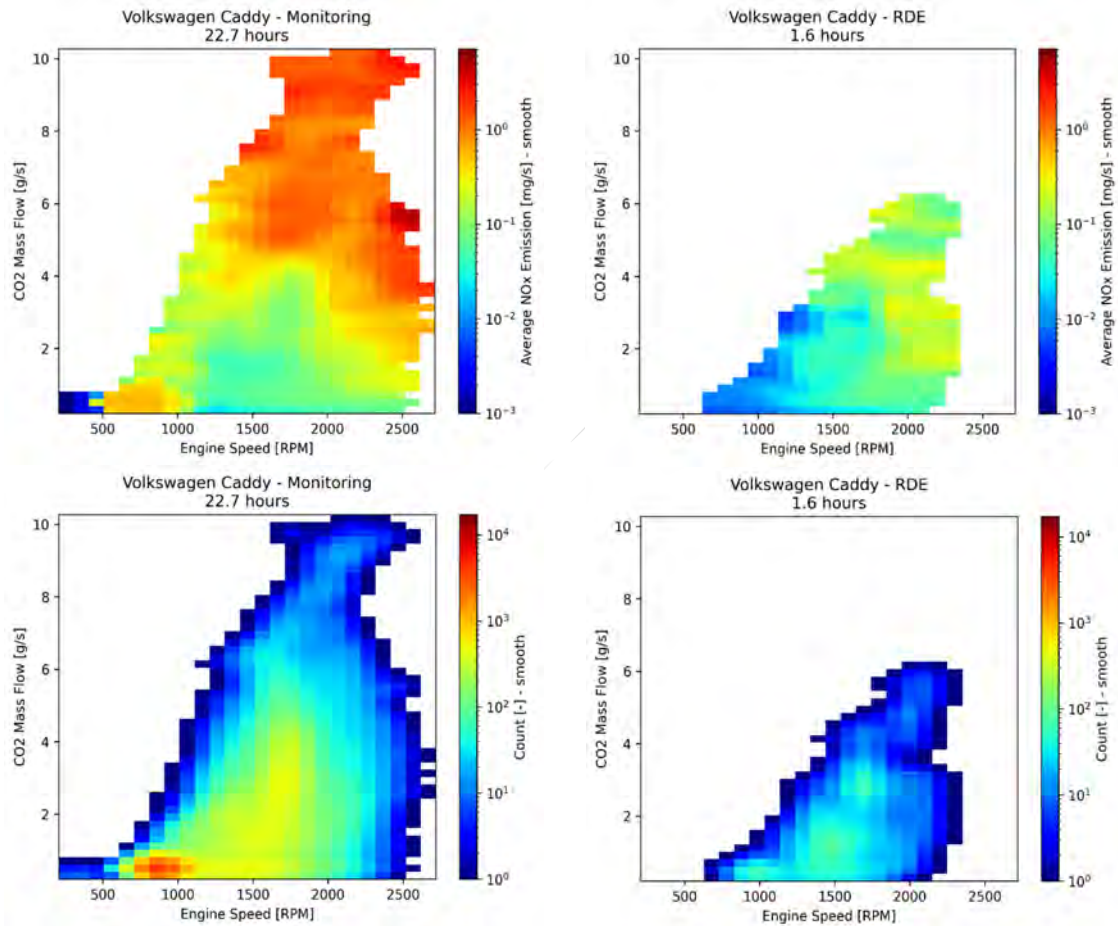 Volkswagen Caddy - Monitoring
22.7 hours
10
8
6
4
2
CO2 Mass Flow [g/s]
500
1000
1500
2000
2500
Engine Speed [RPM]
10⁰
10⁻¹
10⁻²
10⁻³
Average NOx Emission [mg/s] - smooth
Volkswagen Caddy - RDE
1.6 hours
10
8
6
4
2
CO2 Mass Flow [g/s]
500
1000
1500
2000
2500
Engine Speed [RPM]
10⁰
10⁻¹
10⁻²
10⁻³
Average NOx Emission [mg/s] - smooth
Volkswagen Caddy - Monitoring
22.7 hours
10
8
6
4
2
CO2 Mass Flow [g/s]
500
1000
1500
2000
2500
Engine Speed [RPM]
10⁴
10³
10²
10¹
10⁰
Count [-] - smooth
Volkswagen Caddy - RDE
1.6 hours
10
8
6
4
2
CO2 Mass Flow [g/s]
500
1000
1500
2000
2500
Engine Speed [RPM]
10⁴
10³
10²
10¹
10⁰
Count [-] - smooth